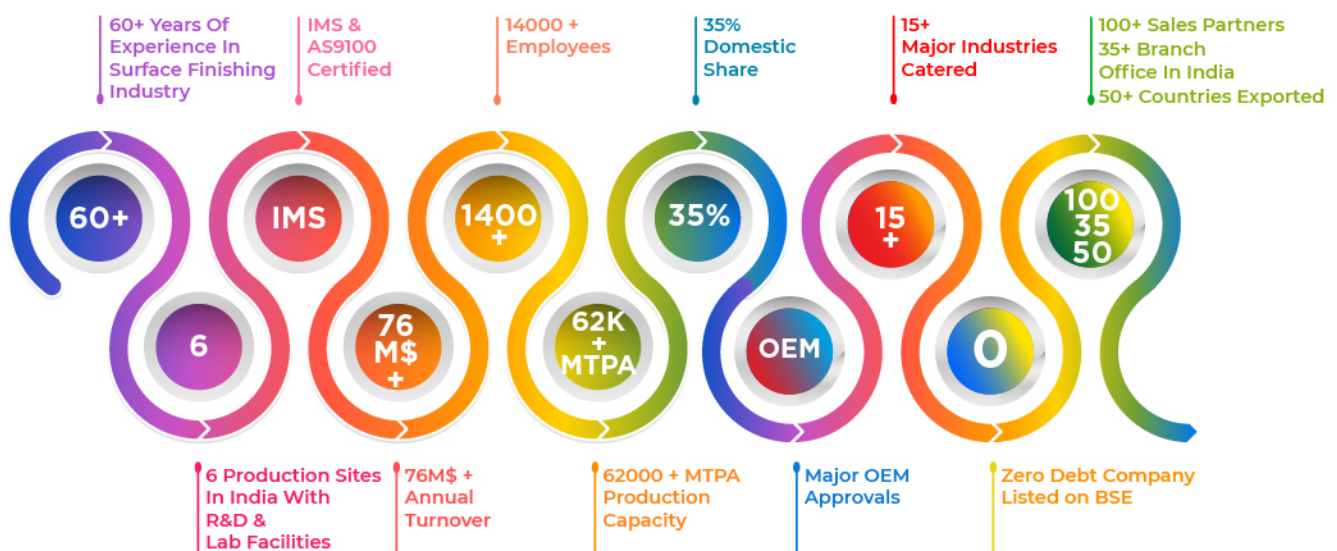 60+ Years Of
Experience In
Surface Finishing
Industry
IMS &
AS9100
Certified
14000 +
Employees
35%
Domestic
Share
15+
Major Industries
Catered
100+ Sales Partners
35+ Branch
Office In India
50+ Countries Exported
60+
IMS
1400
+
35%
15
+
100
35
50
6
76
M$
+
62K
+
MTPA
OEM
0
6 Production Sites
In India With
R&D &
Lab Facilities
76M$ +
Annual
Turnover
62000 + MTPA
Production
Capacity
Major OEM
Approvals
Zero Debt Company
Listed on BSE